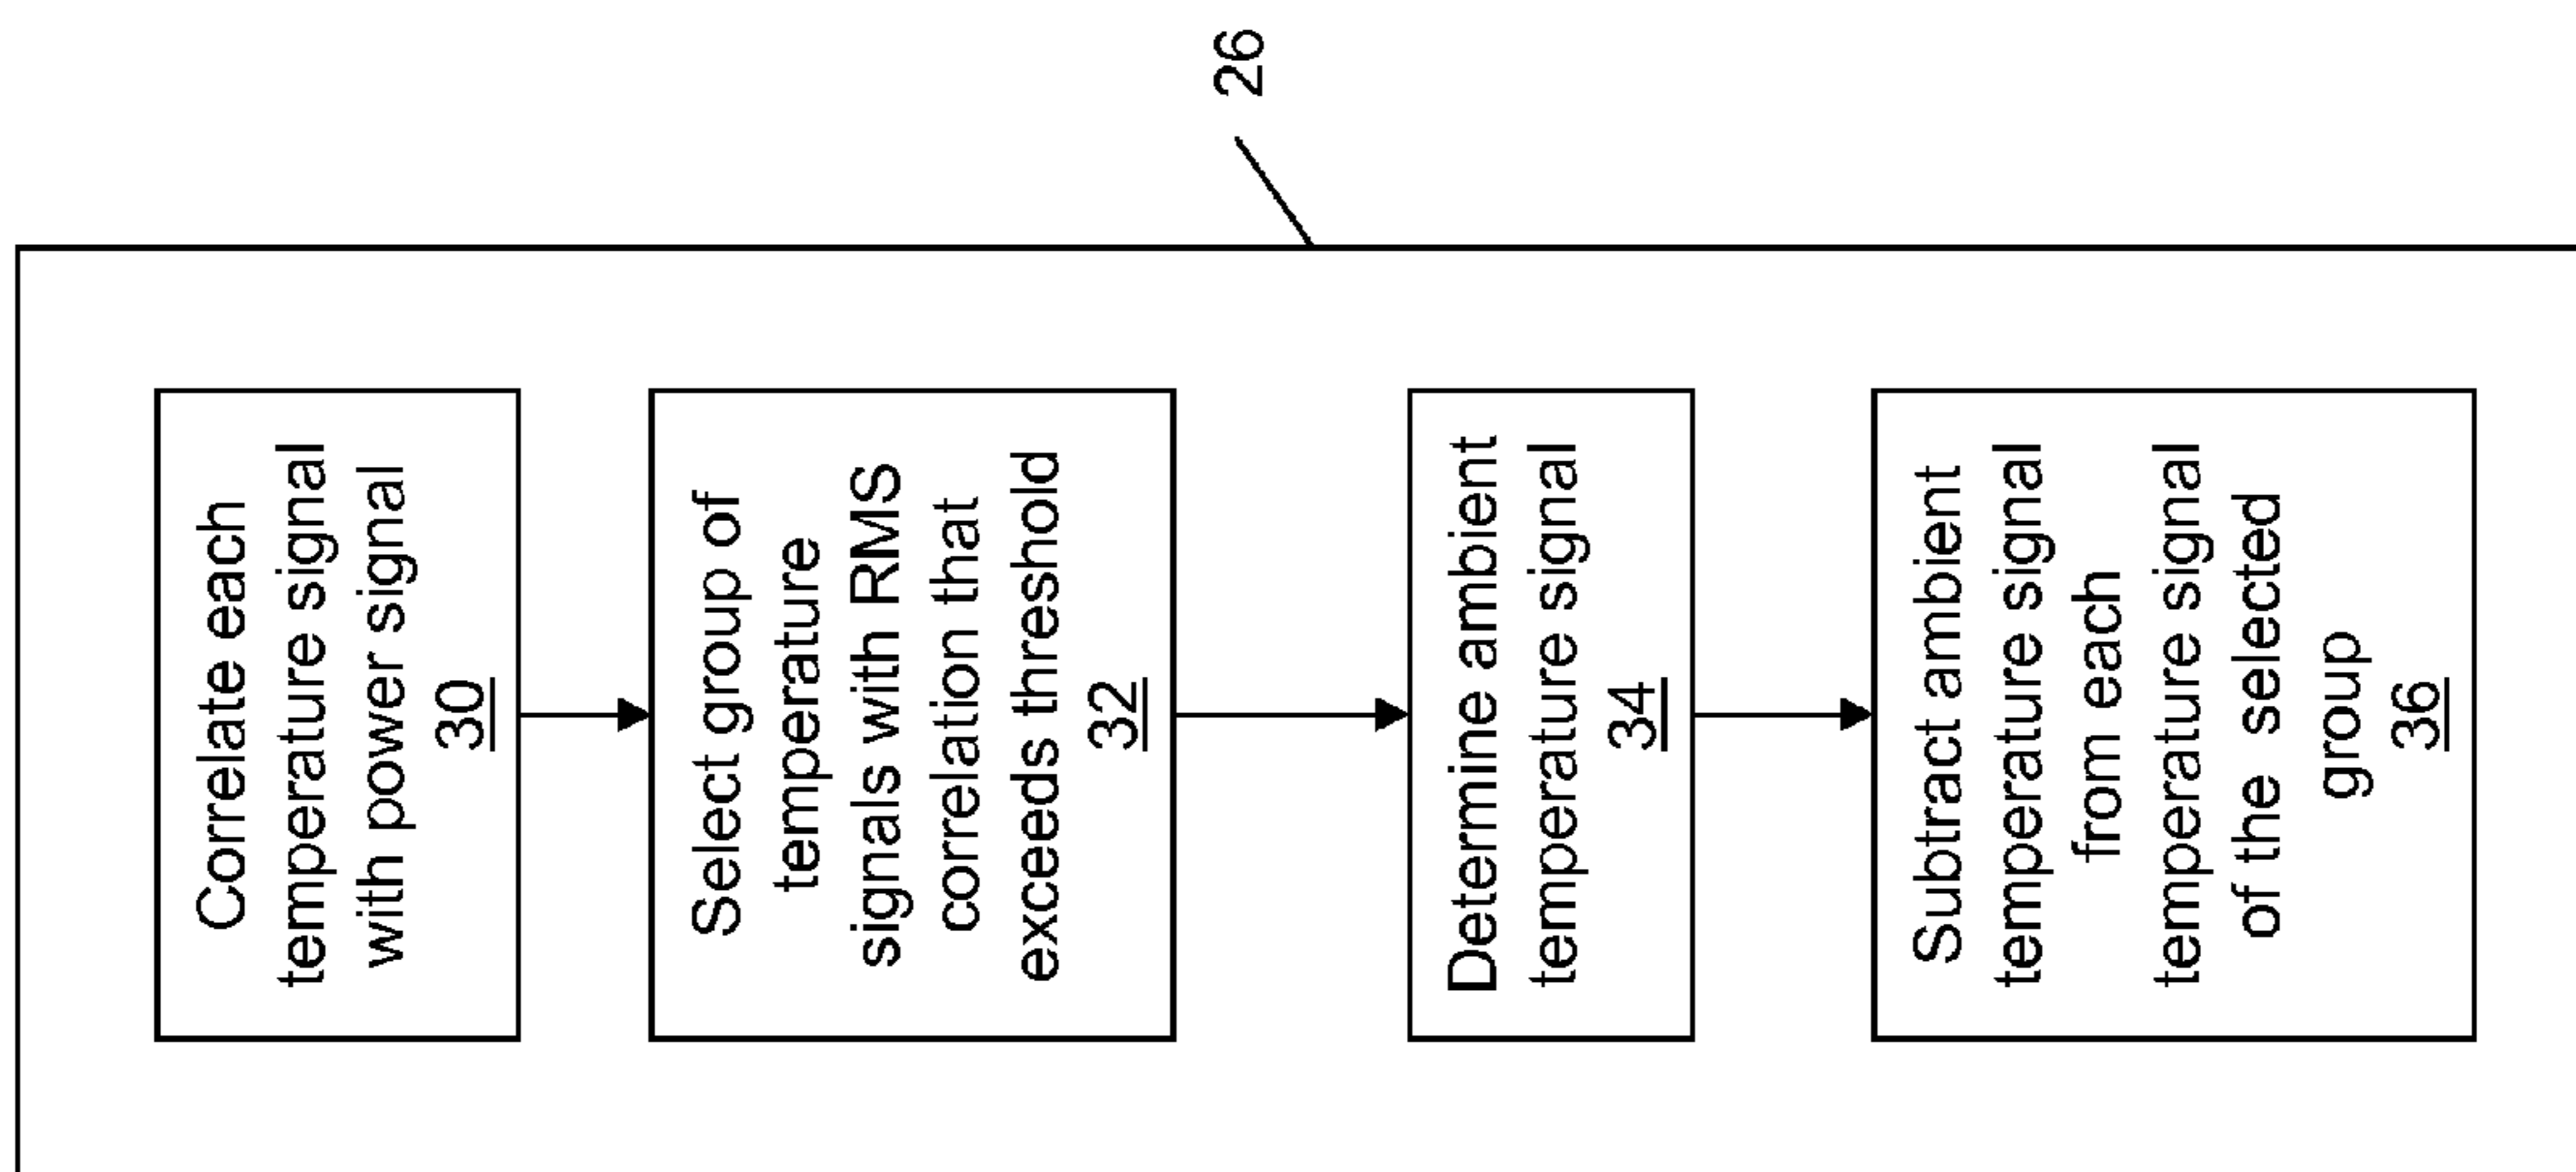 26
Correlate each
temperature signal
with power signal
30
Select group of
temperature
signals with RMS
correlation that
exceeds threshold
32
Determine ambient
temperature signal
34
Subtract ambient
temperature signal
from each
temperature signal
of the selected
group
36